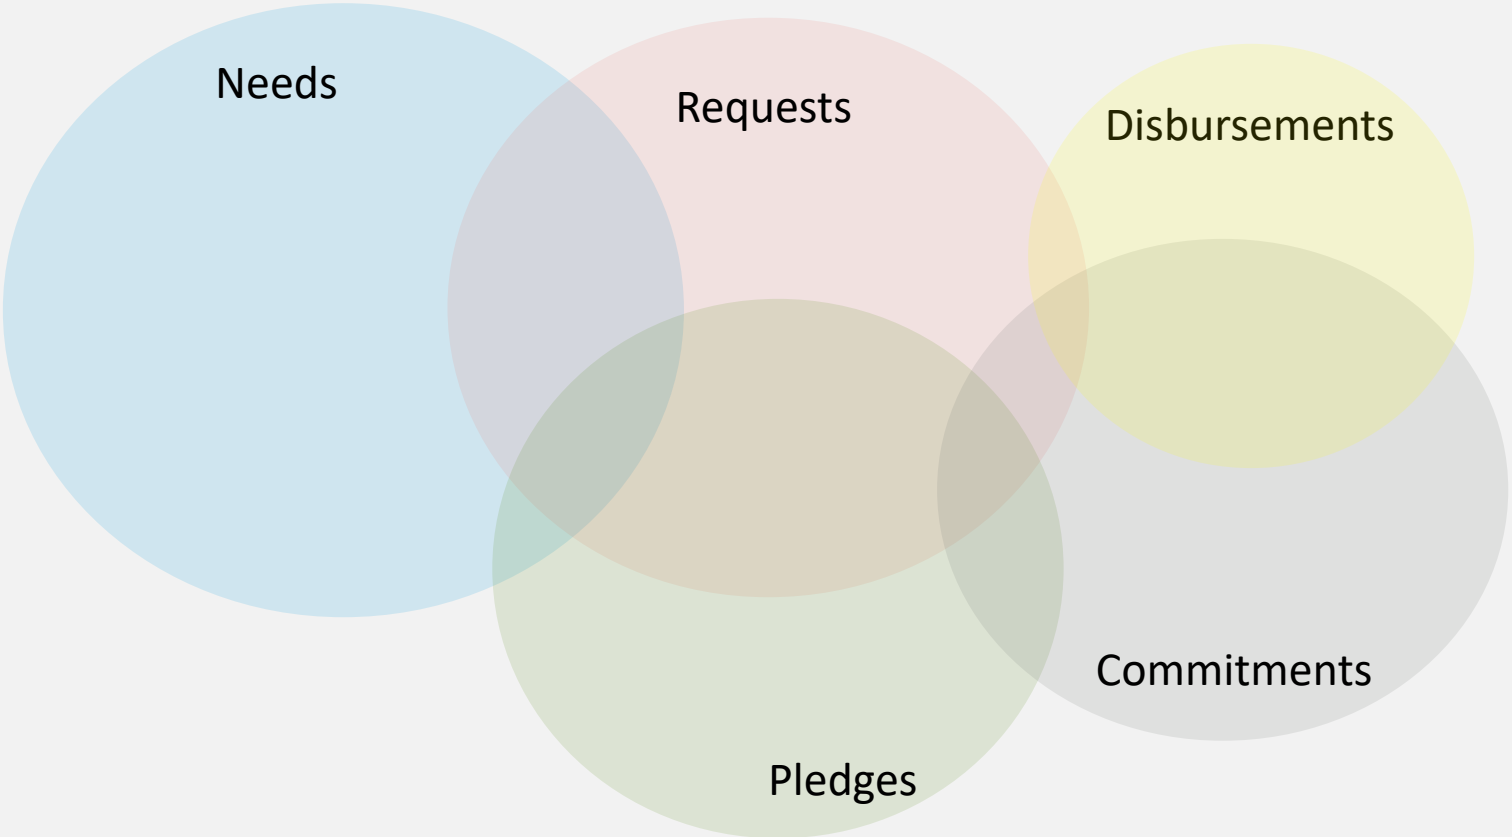 Needs
Requests
Disbursements
Commitments
Pledges